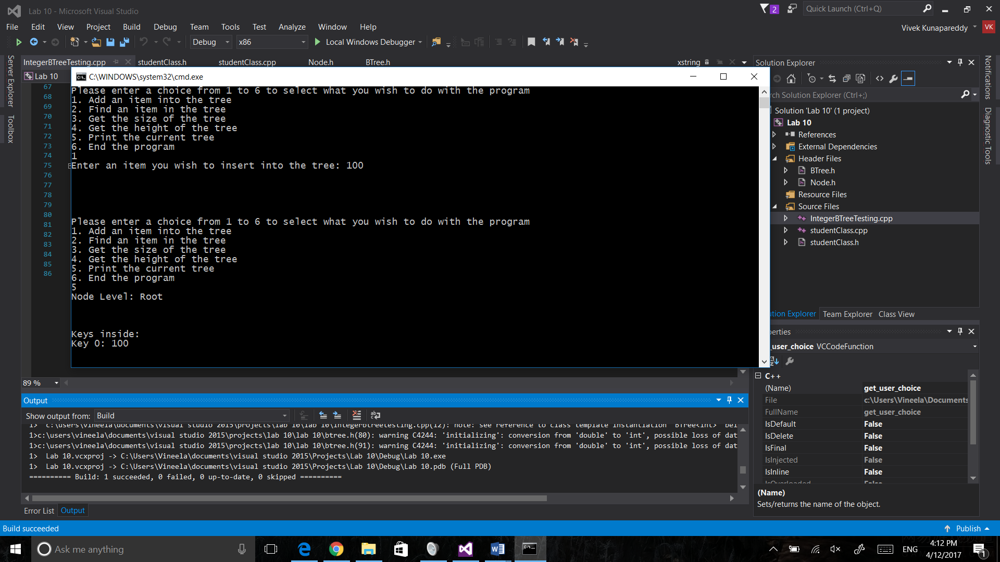 Lab 10 - Microsoft Visual Studio
2
Quick Launch (Ctrl+Q)
File Edit View Project Build Debug Team Tools Test Analyze Window Help
Vivek Kunapareddy VK
Debug x86 Local Windows Debugger
Server Explorer
Toolbox
IntegerBTreeTesting.cpp studentClass.h studentClass.cpp Node.h BTree.h xstring
Lab 10
67
68
69
70
71
72
73
74
75
76
77
78
79
80
81
82
83
84
85
86
C:\WINDOWS\system32\cmd.exe
Please enter a choice from 1 to 6 to select what you wish to do with the program
1. Add an item into the tree
2. Find an item in the tree
3. Get the size of the tree
4. Get the height of the tree
5. Print the current tree
6. End the program
1
Enter an item you wish to insert into the tree: 100
Please enter a choice from 1 to 6 to select what you wish to do with the program
1. Add an item into the tree
2. Find an item in the tree
3. Get the size of the tree
4. Get the height of the tree
5. Print the current tree
6. End the program
5
Node Level: Root
Keys inside:
Key 0: 100
89 %
Output
Show output from: Build
1> c:\users\vineela\documents\visual studio 2015\projects\lab 10\lab 10\integerbtreetesting.cpp(12): note: see reference to class template instantiation 'BTree<int>' bei
1>c:\users\vineela\documents\visual studio 2015\projects\lab 10\lab 10\btree.h(80): warning C4244: 'initializing': conversion from 'double' to 'int', possible loss of dat
1>c:\users\vineela\documents\visual studio 2015\projects\lab 10\lab 10\btree.h(91): warning C4244: 'initializing': conversion from 'double' to 'int', possible loss of dat
1> Lab 10.vcxproj -> C:\Users\Vineela\documents\visual studio 2015\Projects\Lab 10\Debug\Lab 10.exe
1> Lab 10.vcxproj -> C:\Users\Vineela\documents\visual studio 2015\Projects\Lab 10\Debug\Lab 10.pdb (Full PDB)
========== Build: 1 succeeded, 0 failed, 0 up-to-date, 0 skipped ==========
Error List Output
Solution Explorer
rch Solution Explorer (Ctrl+;)
Solution 'Lab 10' (1 project)
Lab 10
References
External Dependencies
Header Files
BTree.h
Node.h
Resource Files
Source Files
IntegerBTreeTesting.cpp
studentClass.cpp
studentClass.h
ution Explorer Team Explorer Class View
perties
_user_choice VCCodeFunction
C++
(Name) get_user_choice
File c:\Users\Vineela\Documents
FullName get_user_choice
IsDefault False
IsDelete False
IsFinal False
IsInjected False
IsInline False
IsOverloaded False
(Name)
Sets/returns the name of the object.
Notifications
Diagnostic Tools
Build succeeded
Publish
Ask me anything
ENG
4:12 PM
4/12/2017
1